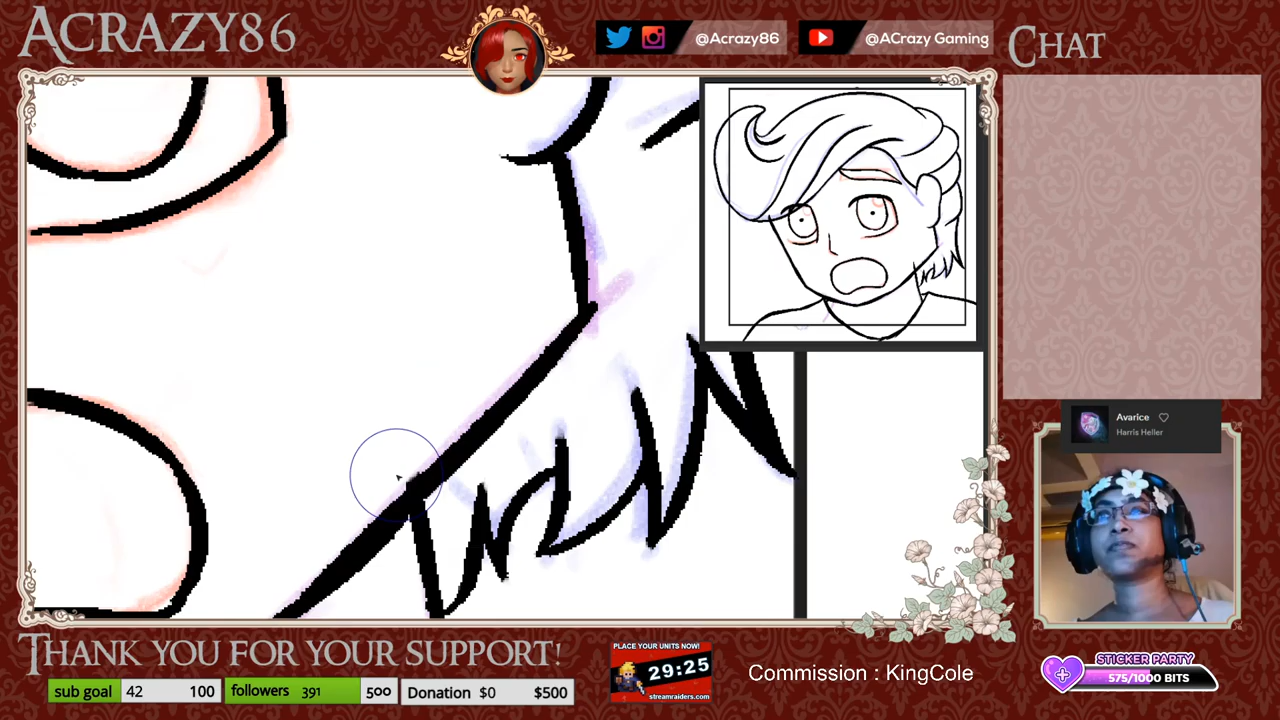 ACRAZY86
@Acrazy86
@ACrazy Gaming
CHAT
Avarice
Harris Heller
THANK YOU FOR YOUR SUPPORT!
sub goal 42 100
followers 391 500
Donation $0 $500
PLACE YOUR UNITS NOW!
29:25
streamraiders.com
Commission : KingCole
STICKER PARTY
575/1000 BITS